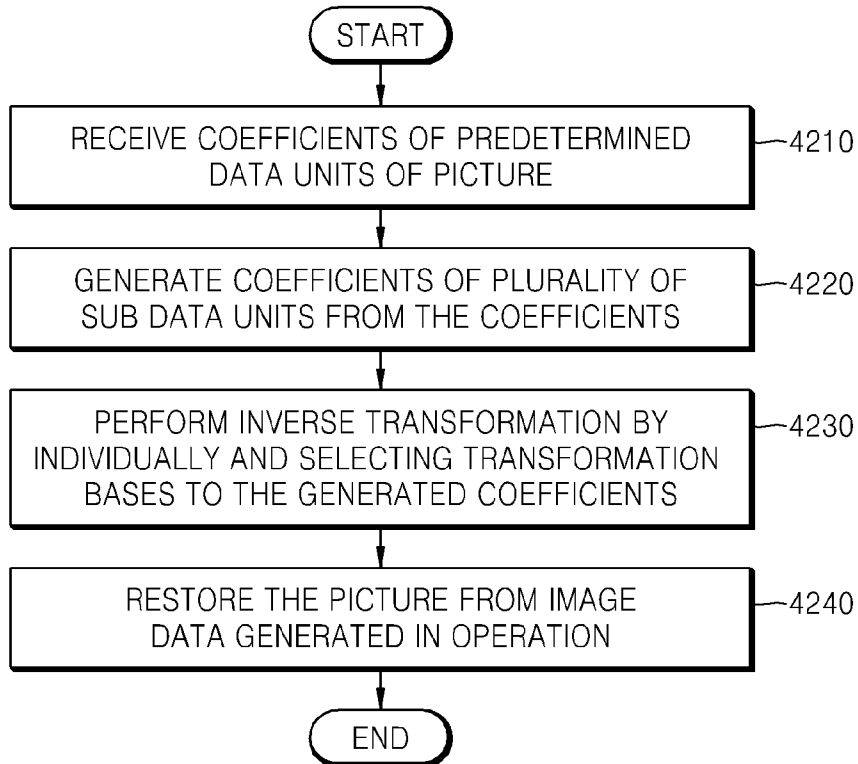 START
RECEIVE COEFFICIENTS OF PREDETERMINED
DATA UNITS OF PICTURE
4210
GENERATE COEFFICIENTS OF PLURALITY OF
SUB DATA UNITS FROM THE COEFFICIENTS
4220
PERFORM INVERSE TRANSFORMATION BY
INDIVIDUALLY AND SELECTING TRANSFORMATION
BASES TO THE GENERATED COEFFICIENTS
4230
RESTORE THE PICTURE FROM IMAGE
DATA GENERATED IN OPERATION
4240
END